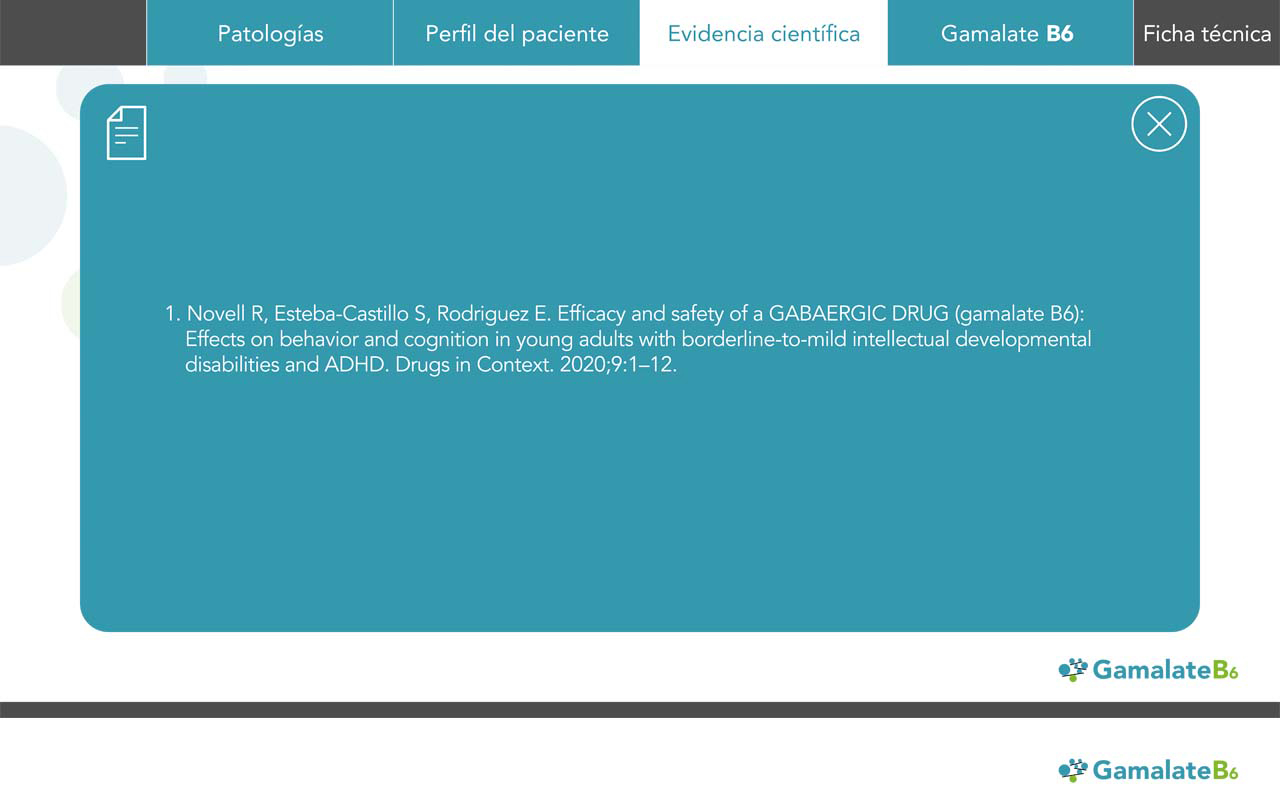 Patologías
Perfil del paciente
Evidencia científica
Gamalate B6
Ficha técnica
1. Novell R, Esteba-Castillo S, Rodriguez E. Efficacy and safety of a GABAERGIC DRUG (gamalate B6):
Effects on behavior and cognition in young adults with borderline-to-mild intellectual developmental
disabilities and ADHD. Drugs in Context. 2020;9:1–12.
GamalateB6
GamalateB6